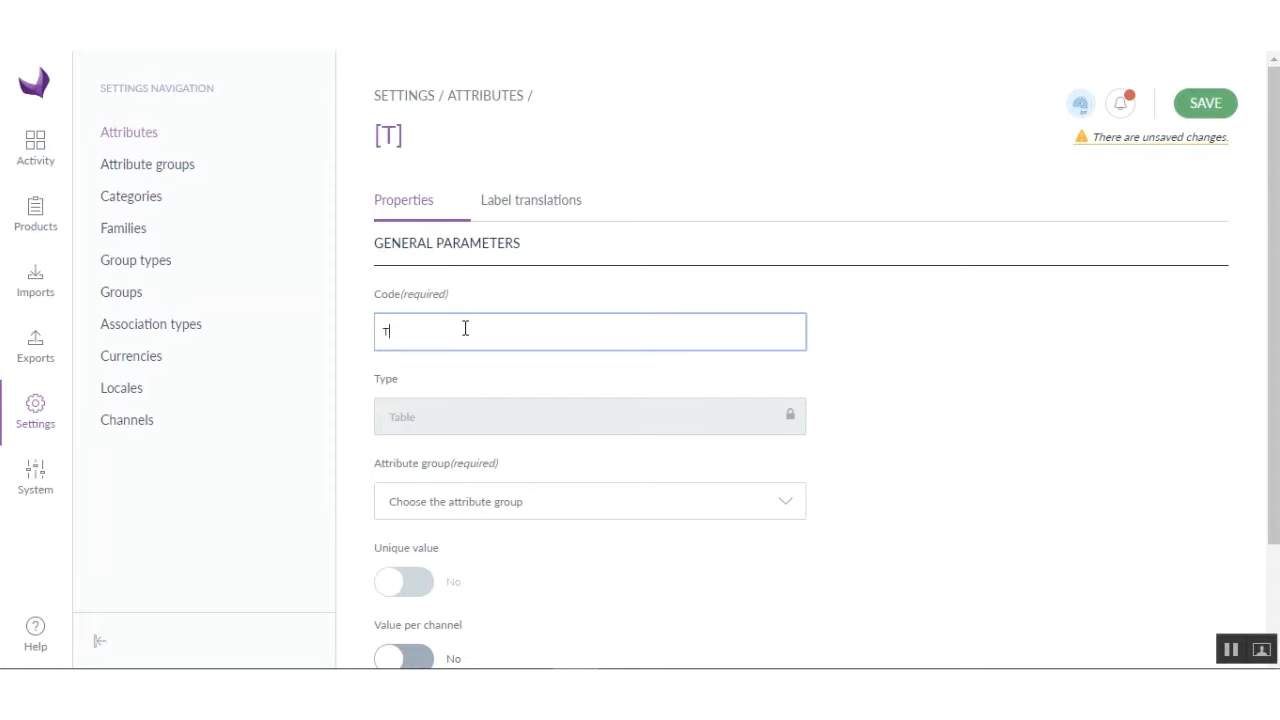 SETTINGS NAVIGATION
Attributes
Attribute groups
Categories
Families
Group types
Groups
Association types
Currencies
Locales
Channels
Activity
Products
Imports
Exports
Settings
System
Help
SETTINGS / ATTRIBUTES /
[T]
SAVE
There are unsaved changes.
Properties
Label translations
GENERAL PARAMETERS
Code(required)
T
Type
Table
Attribute group(required)
Choose the attribute group
Unique value
No
Value per channel
No